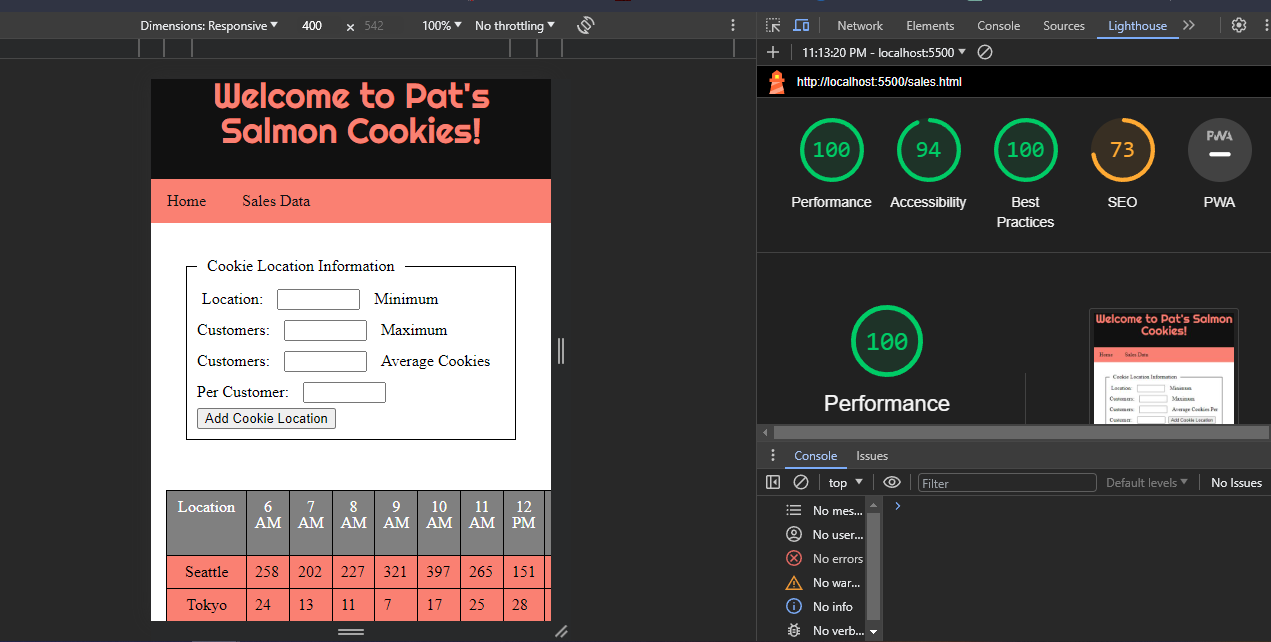 Dimensions: Responsive 400 × 542 100% No throttling
Network Elements Console Sources Lighthouse
11:13:20 PM - localhost:5500
http://localhost:5500/sales.html
Welcome to Pat's
Salmon Cookies!
Home Sales Data
Cookie Location Information
Location: Minimum
Customers: Maximum
Customers: Average Cookies
Per Customer:
Add Cookie Location
Location 6 AM 7 AM 8 AM 9 AM 10 AM 11 AM 12 PM
Seattle 258 202 227 321 397 265 151
Tokyo 24 13 11 7 17 25 28
100 94 100 73 PWA
Performance Accessibility Best Practices SEO PWA
100
Performance
Welcome to Pat's Salmon
Cookies!
Home Sales Data
Cookie Location Information
Location: Minimum
Customers: Maximum
Customers: Average Cookies Per
Customer: Add Cookie Location
Console Issues
top Filter Default levels No Issues
No mes...
No user...
No errors
No war...
No info
No verb...